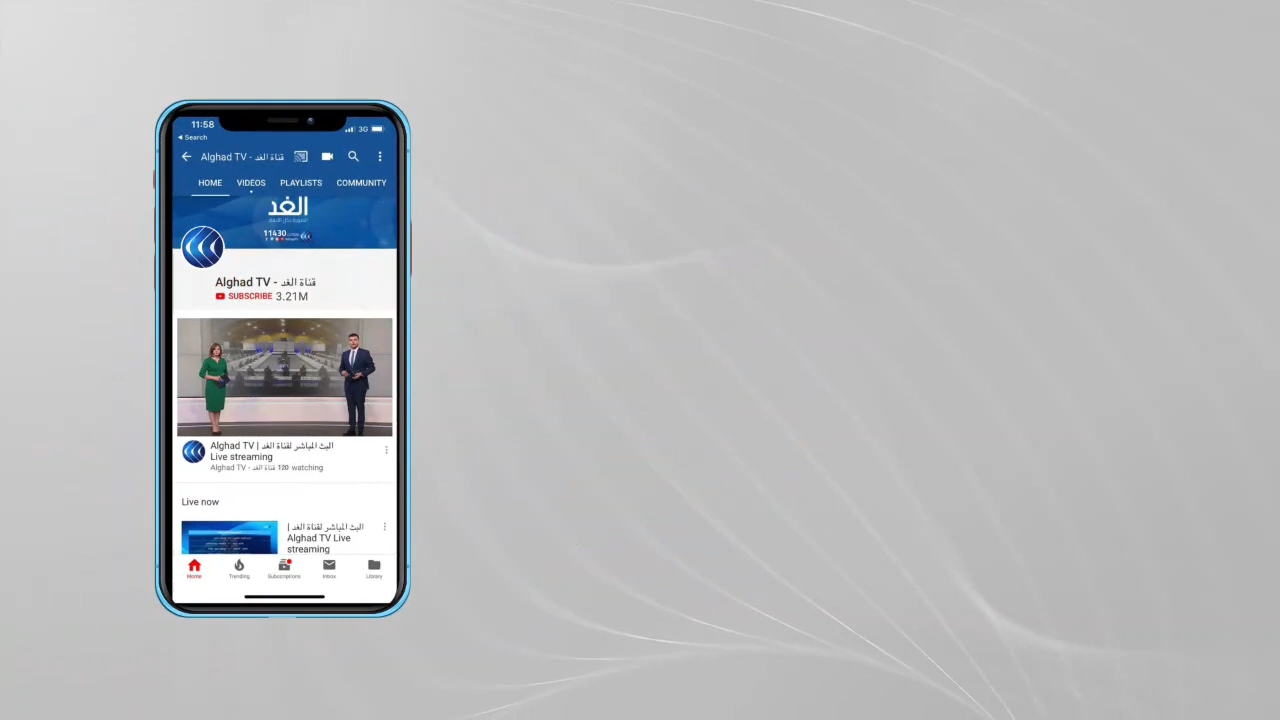 11:58
3G
Search
Alghad TV - قناة الغد
HOME VIDEOS PLAYLISTS COMMUNITY
الغد
11430
Alghad TV - قناة الغد
SUBSCRIBE 3.21M
Alghad TV | البث المباشر لقناة الغد
Live streaming
Alghad TV - قناة الغد 120 watching
Live now
البث المباشر لقناة الغد |
Alghad TV Live
streaming
Home Trending Subscriptions Inbox Library